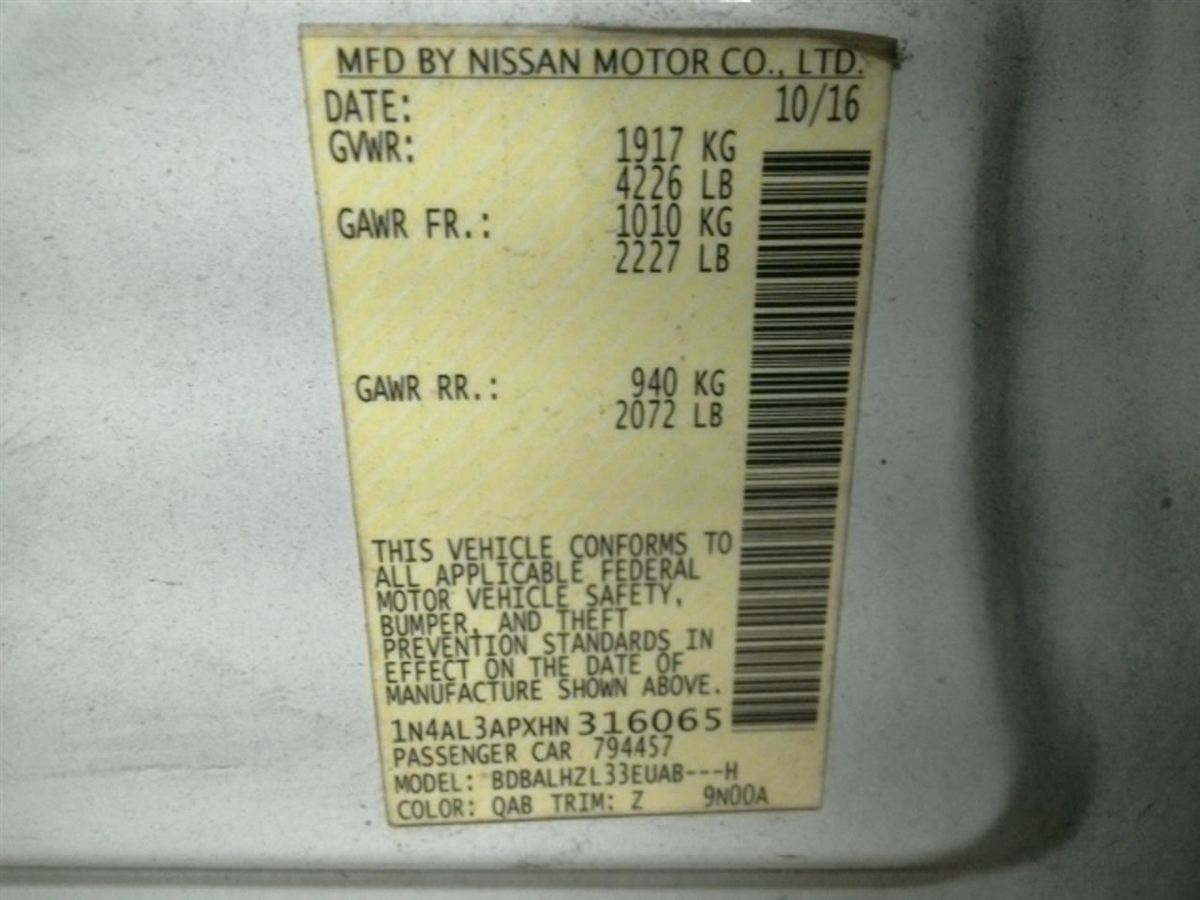 MFD BY NISSAN MOTOR CO., LTD.
DATE: 10/16
GVWR: 1917 KG
4226 LB
GAWR FR.: 1010 KG
2227 LB
GAWR RR.: 940 KG
2072 LB
THIS VEHICLE CONFORMS TO
ALL APPLICABLE FEDERAL
MOTOR VEHICLE SAFETY,
BUMPER, AND THEFT
PREVENTION STANDARDS IN
EFFECT ON THE DATE OF
MANUFACTURE SHOWN ABOVE.
1N4AL3APXHN 316065
PASSENGER CAR 794457
MODEL: BDBALHZL33EUAB---H
COLOR: QAB TRIM: Z 9N00A